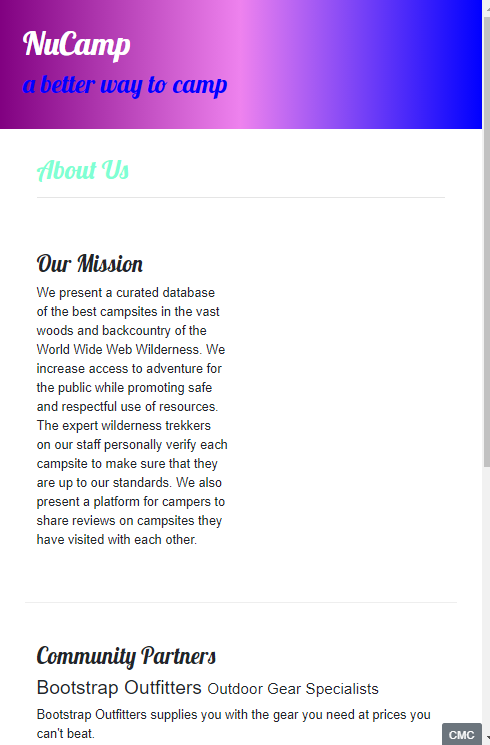 NuCamp
a better way to camp
About Us
Our Mission
We present a curated database
of the best campsites in the vast
woods and backcountry of the
World Wide Web Wilderness. We
increase access to adventure for
the public while promoting safe
and respectful use of resources.
The expert wilderness trekkers
on our staff personally verify each
campsite to make sure that they
are up to our standards. We also
present a platform for campers to
share reviews on campsites they
have visited with each other.
Community Partners
Bootstrap Outfitters Outdoor Gear Specialists
Bootstrap Outfitters supplies you with the gear you need at prices you
can't beat.
CMC